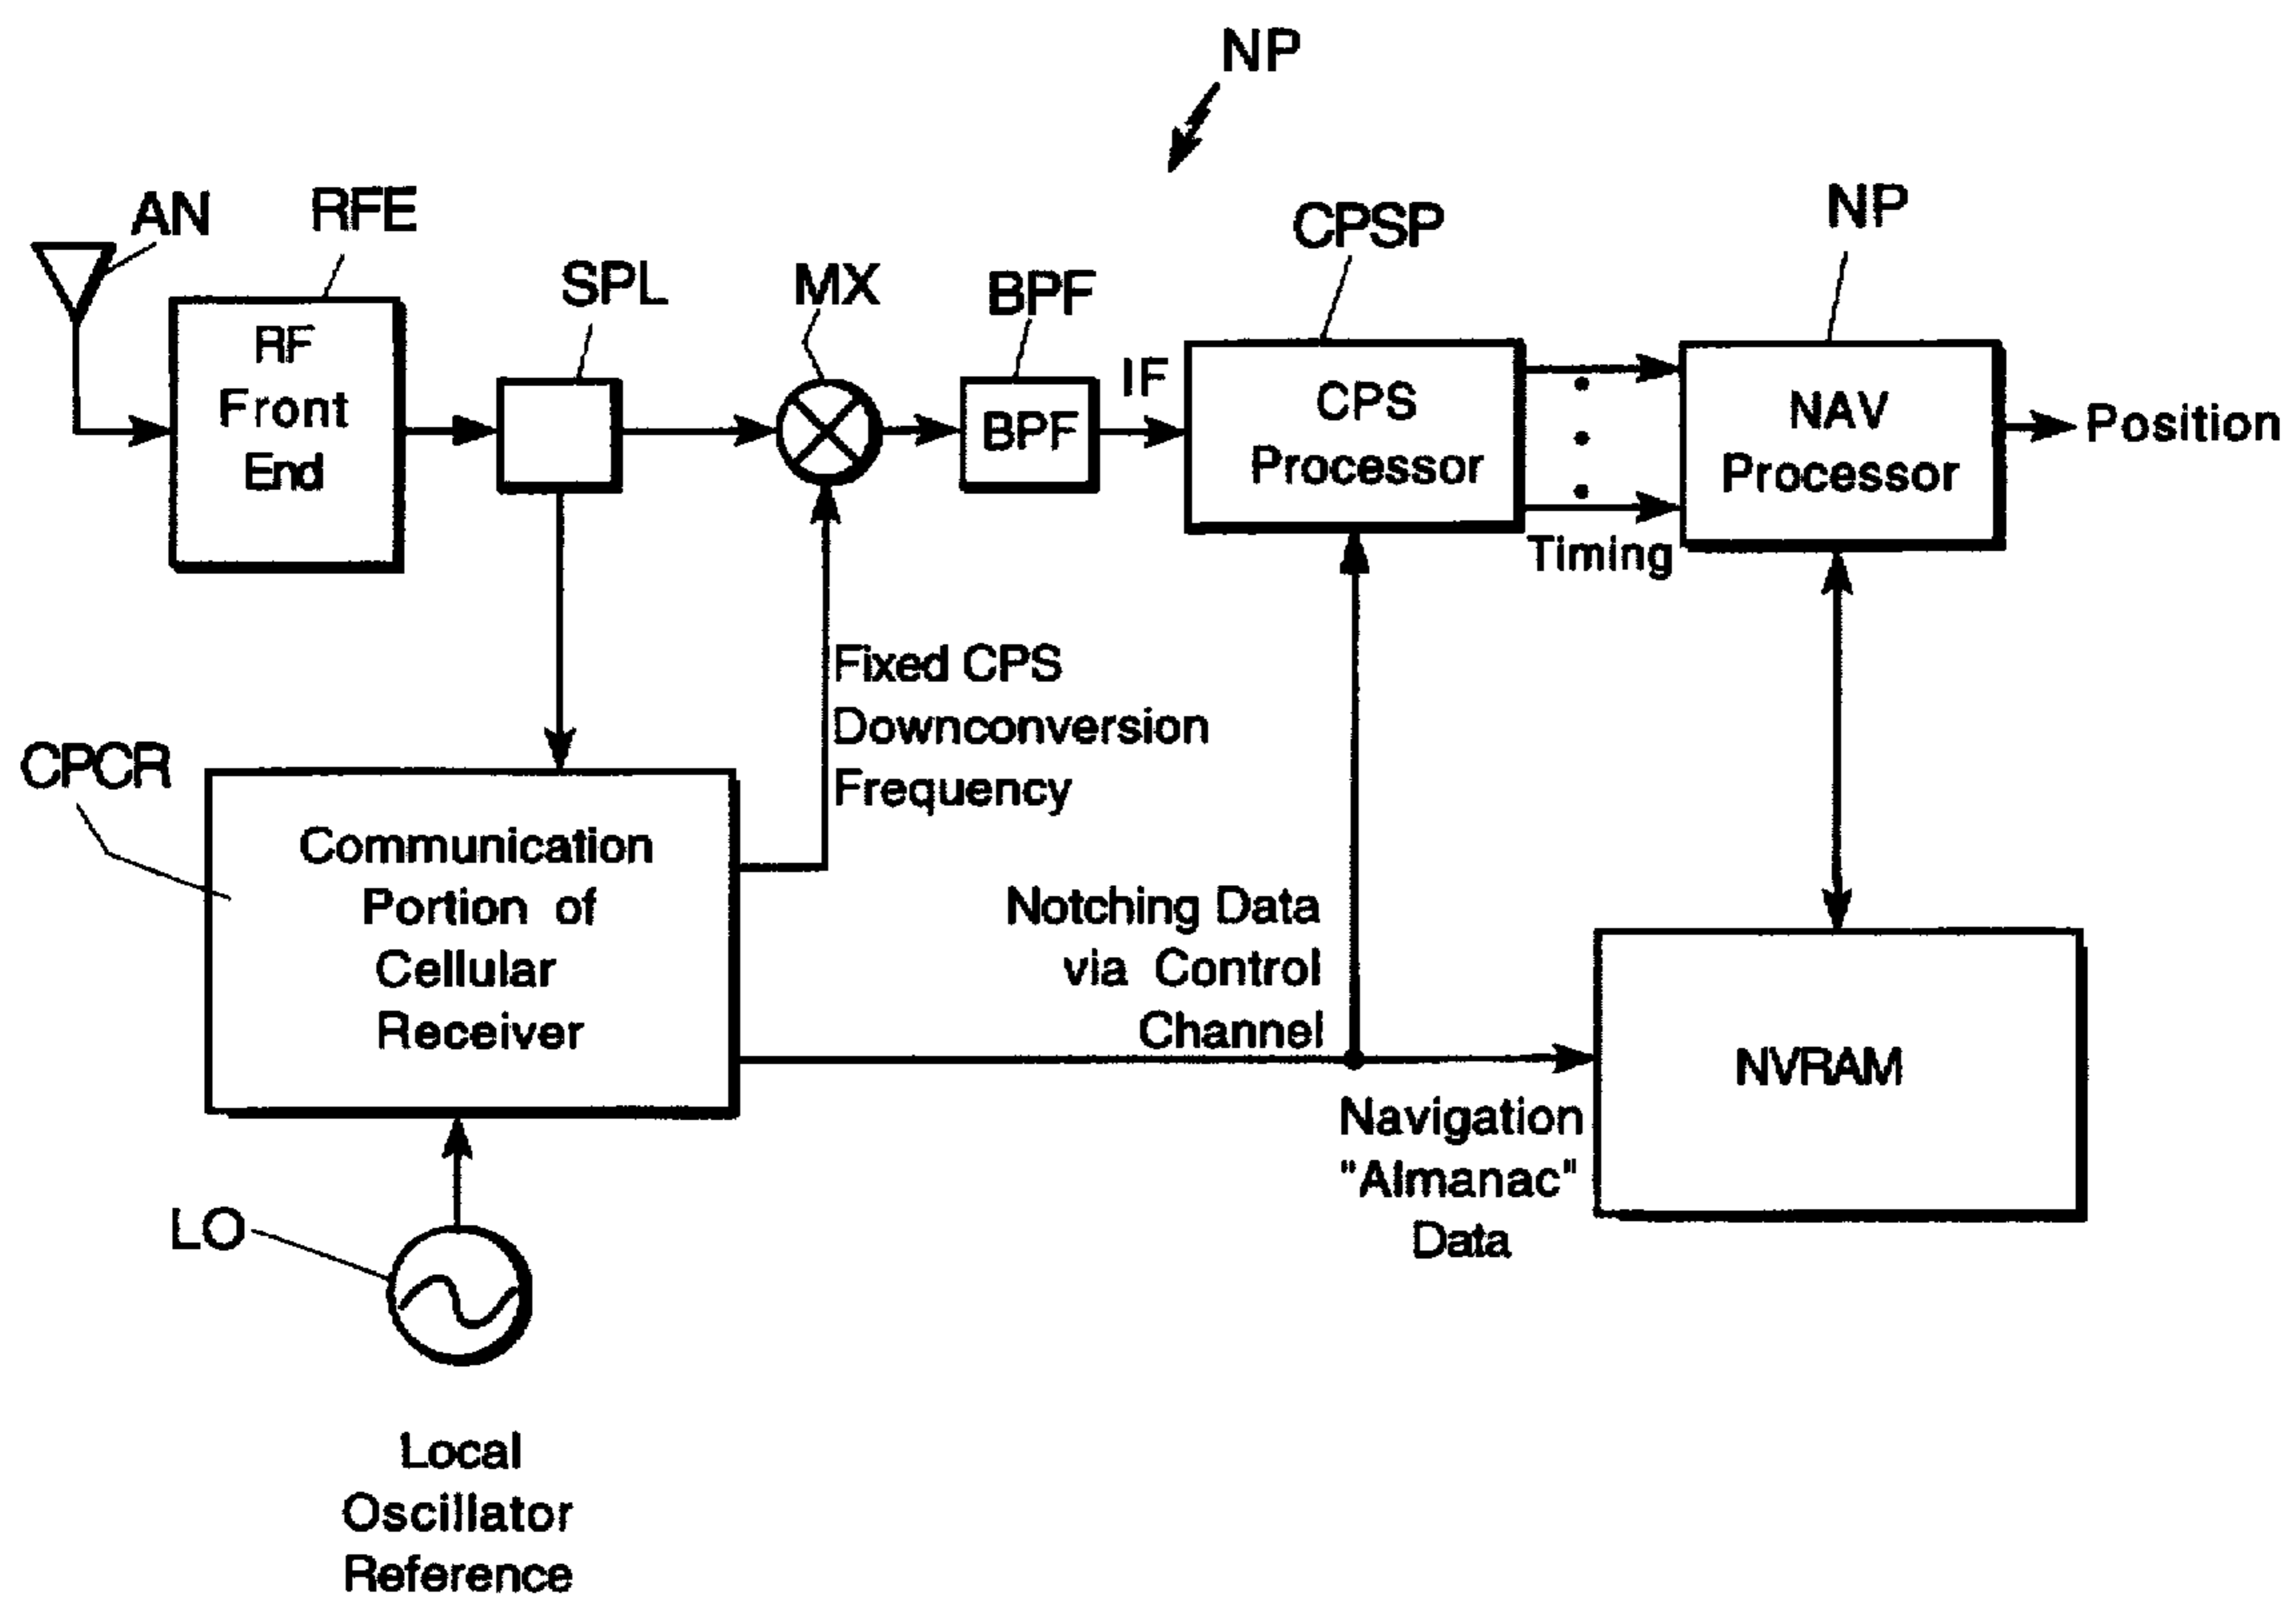 NP
AN
RFE
SPL
MX
BPF
CPSP
NP
RF
Front
End
BPF
IF
CPS
Processor
NAV
Processor
Position
Timing
Fixed CPS
Downconversion
Frequency
CPCR
Communication
Portion of
Cellular
Receiver
Notching Data
via Control
Channel
NVRAM
Navigation
"Almanac"
Data
LO
Local
Oscillator
Reference